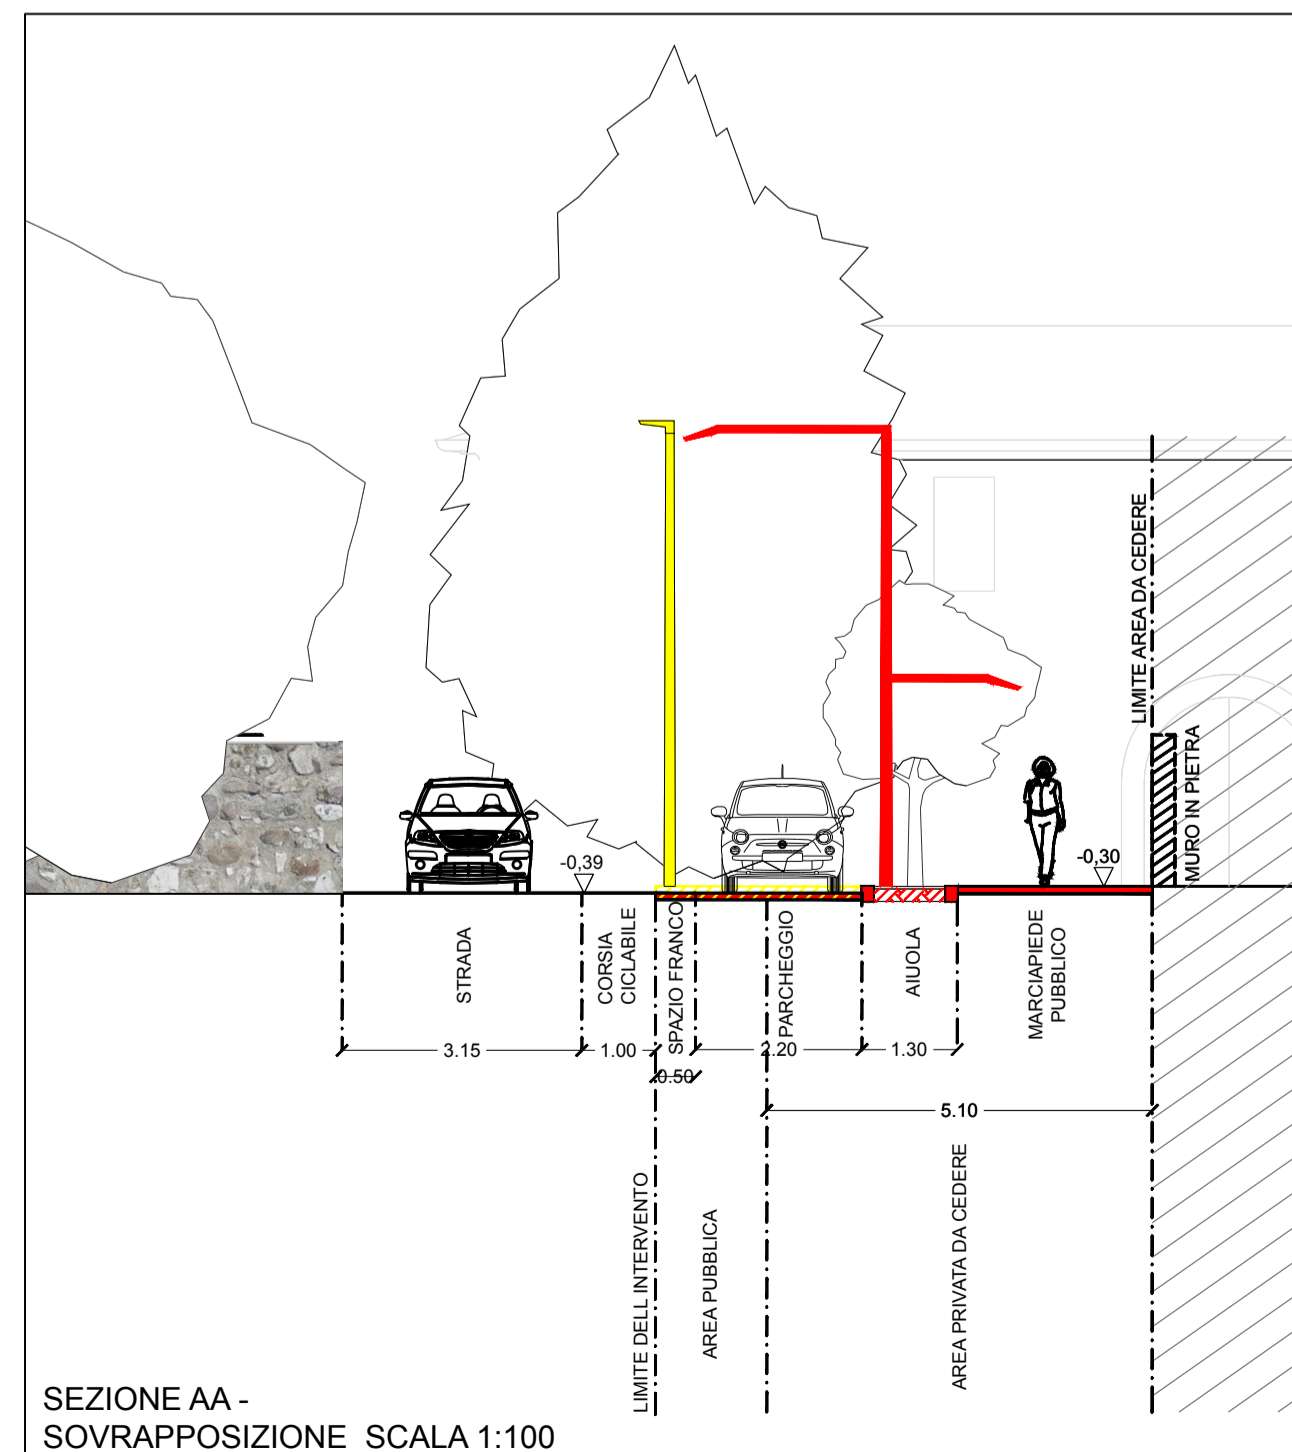 LIMITE AREA DA CEDERE
MURO IN PIETRA
-0,39
-0,30
STRADA
CORSIA
CICLABILE
SPAZIO FRANCO
PARCHEGGIO
AIUOLA
MARCIAPIEDE
PUBBLICO
3.15
1.00
2.20
1.30
0.50
5.10
LIMITE DELL INTERVENTO
AREA PUBBLICA
AREA PRIVATA DA CEDERE
SEZIONE AA -
SOVRAPPOSIZIONE SCALA 1:100